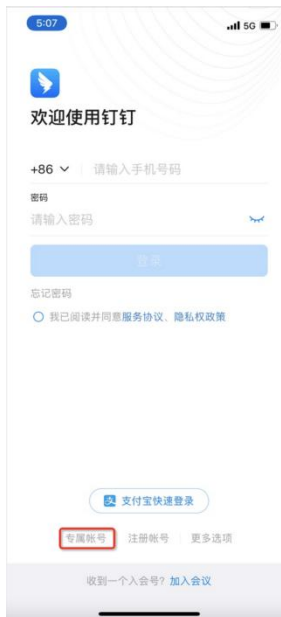 5:07
5G
欢迎使用钉钉
+86 请输入手机号码
密码
请输入密码
登录
忘记密码
我已阅读并同意服务协议、隐私权政策
支 支付宝快速登录
专属帐号 注册帐号 更多选项
收到一个入会号？加入会议